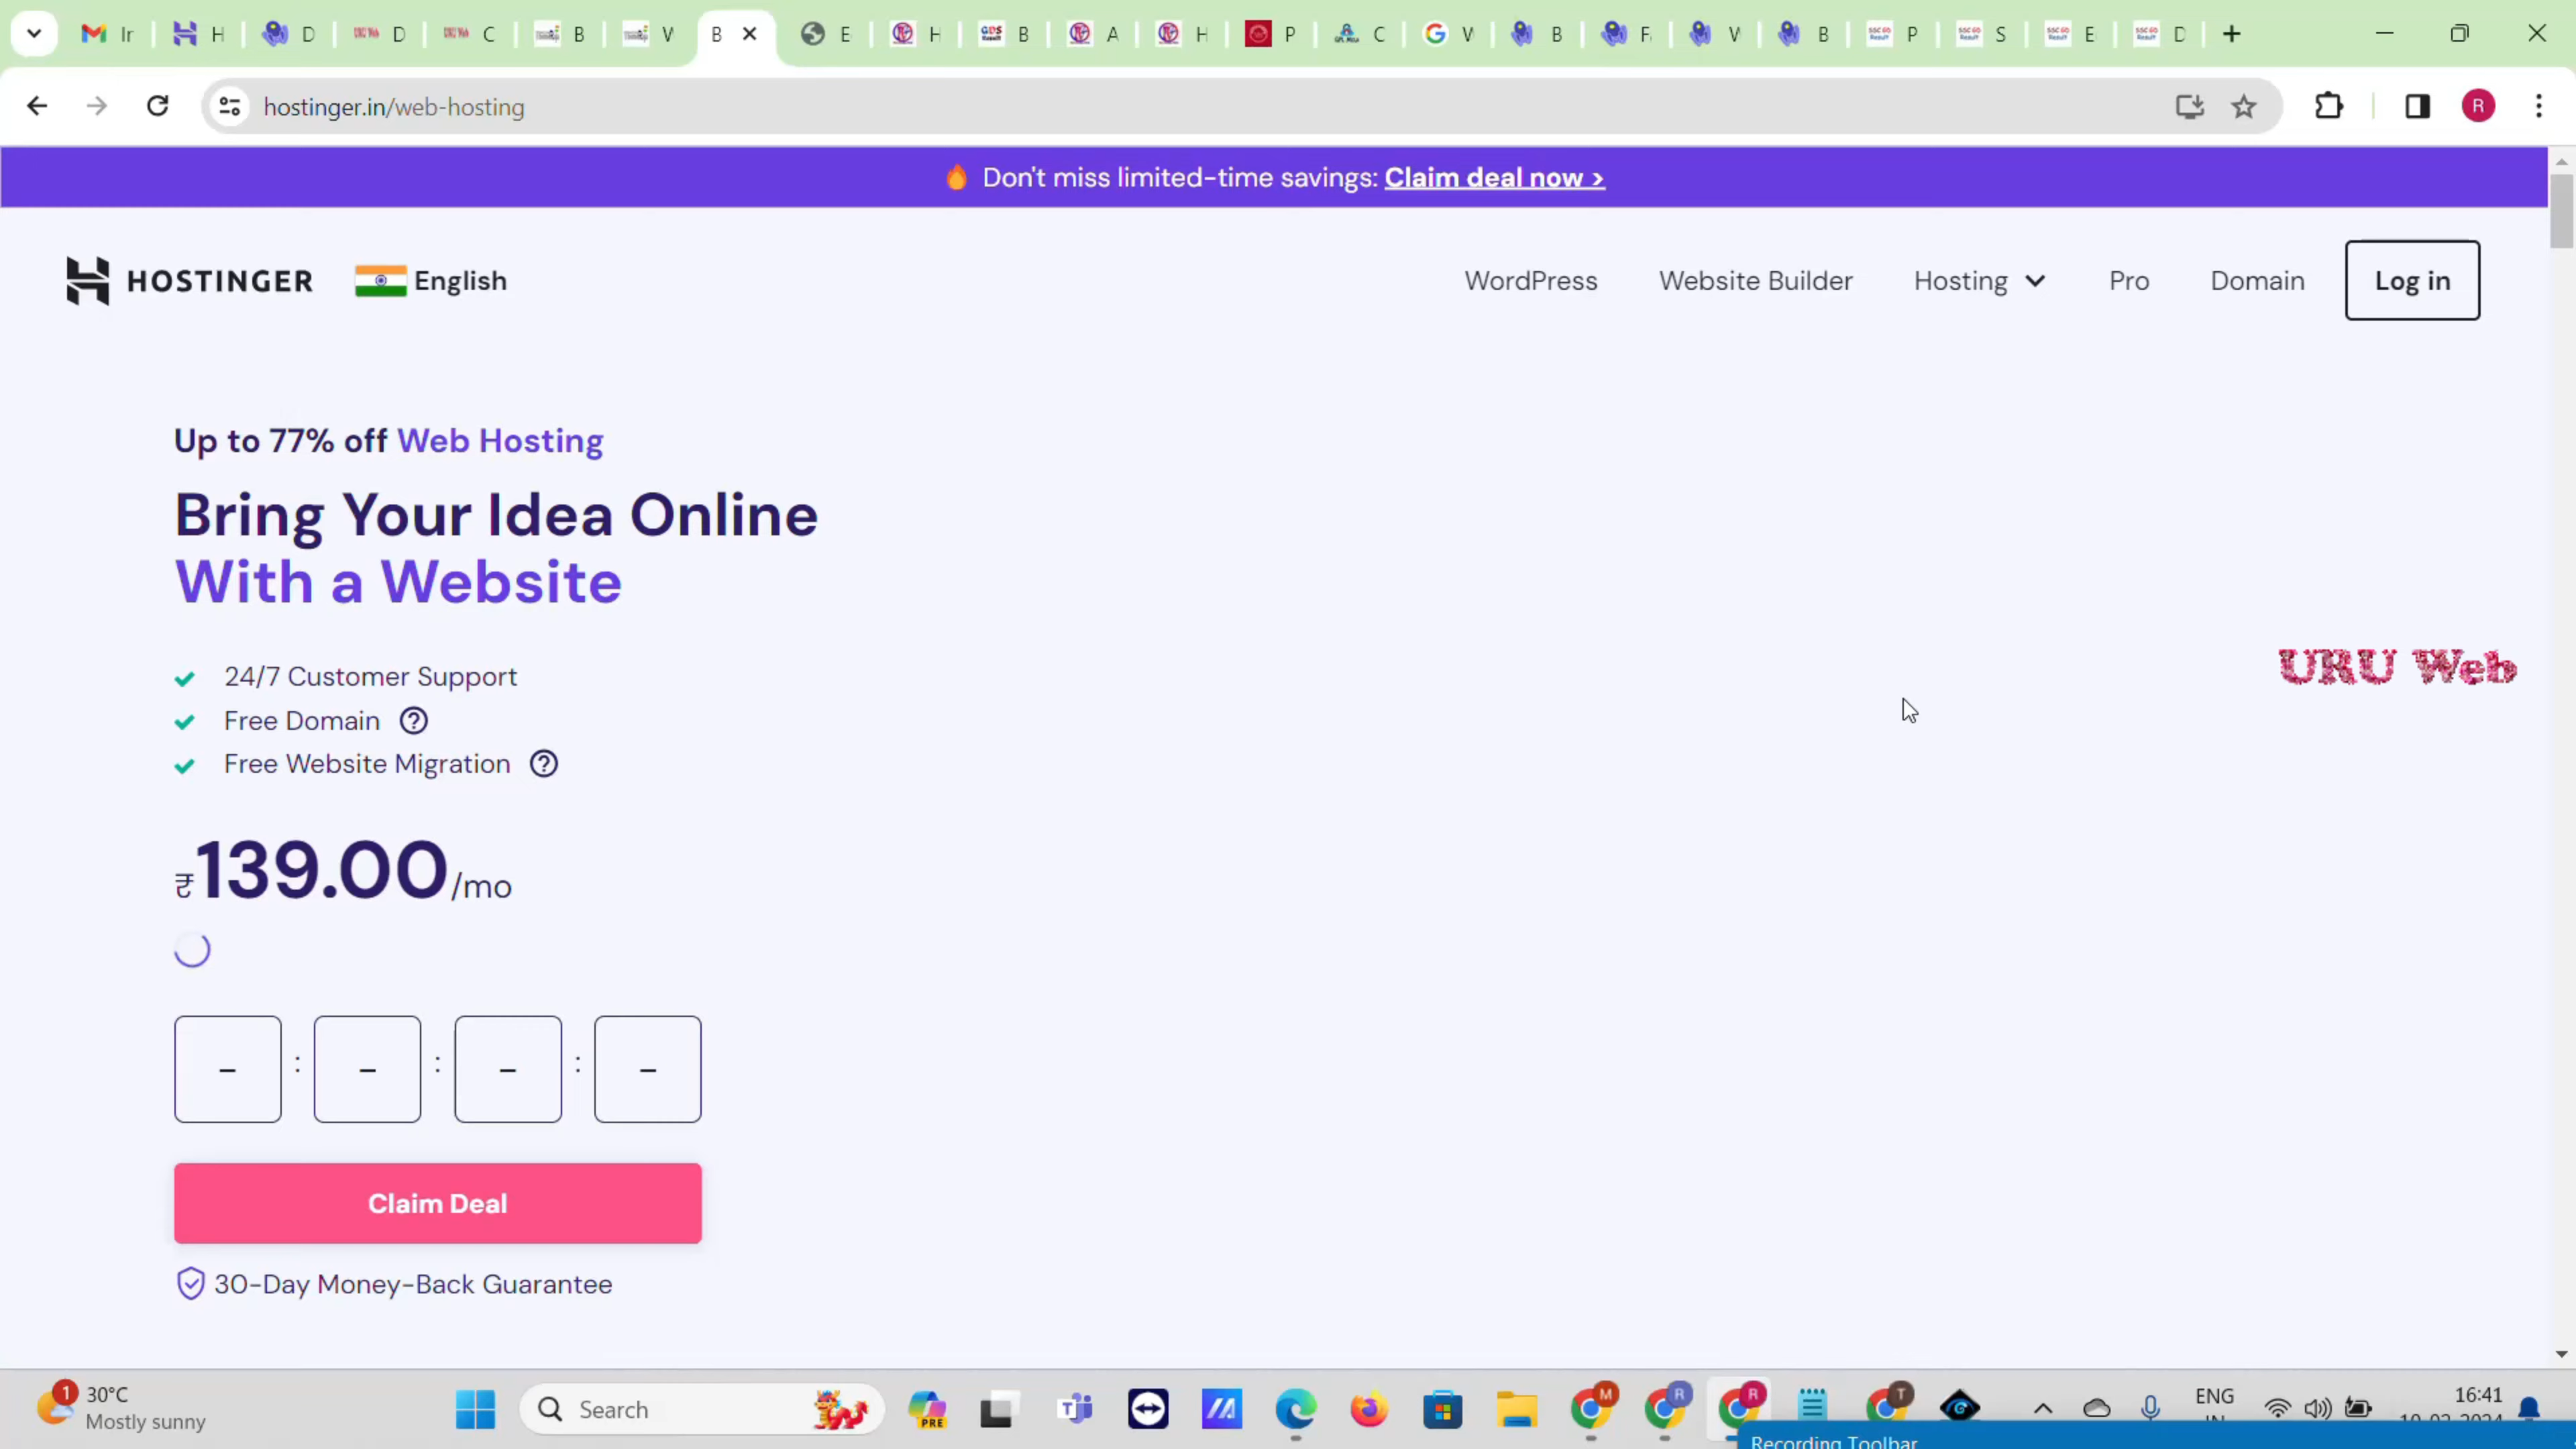 Ir H D D C B V B E H B A H P C V B F V B P S E D
hostinger.in/web-hosting R
Don't miss limited-time savings: Claim deal now >
HOSTINGER English WordPress Website Builder Hosting Pro Domain Log in
Up to 77% off Web Hosting
Bring Your Idea Online
With a Website
24/7 Customer Support
URU Web
Free Domain ?
Free Website Migration ?
₹139.00/mo
– : – : – : –
Claim Deal
30-Day Money-Back Guarantee
1 30°C
Mostly sunny
Search
PRE
M R R T
ENG
16:41
Recording Toolbar